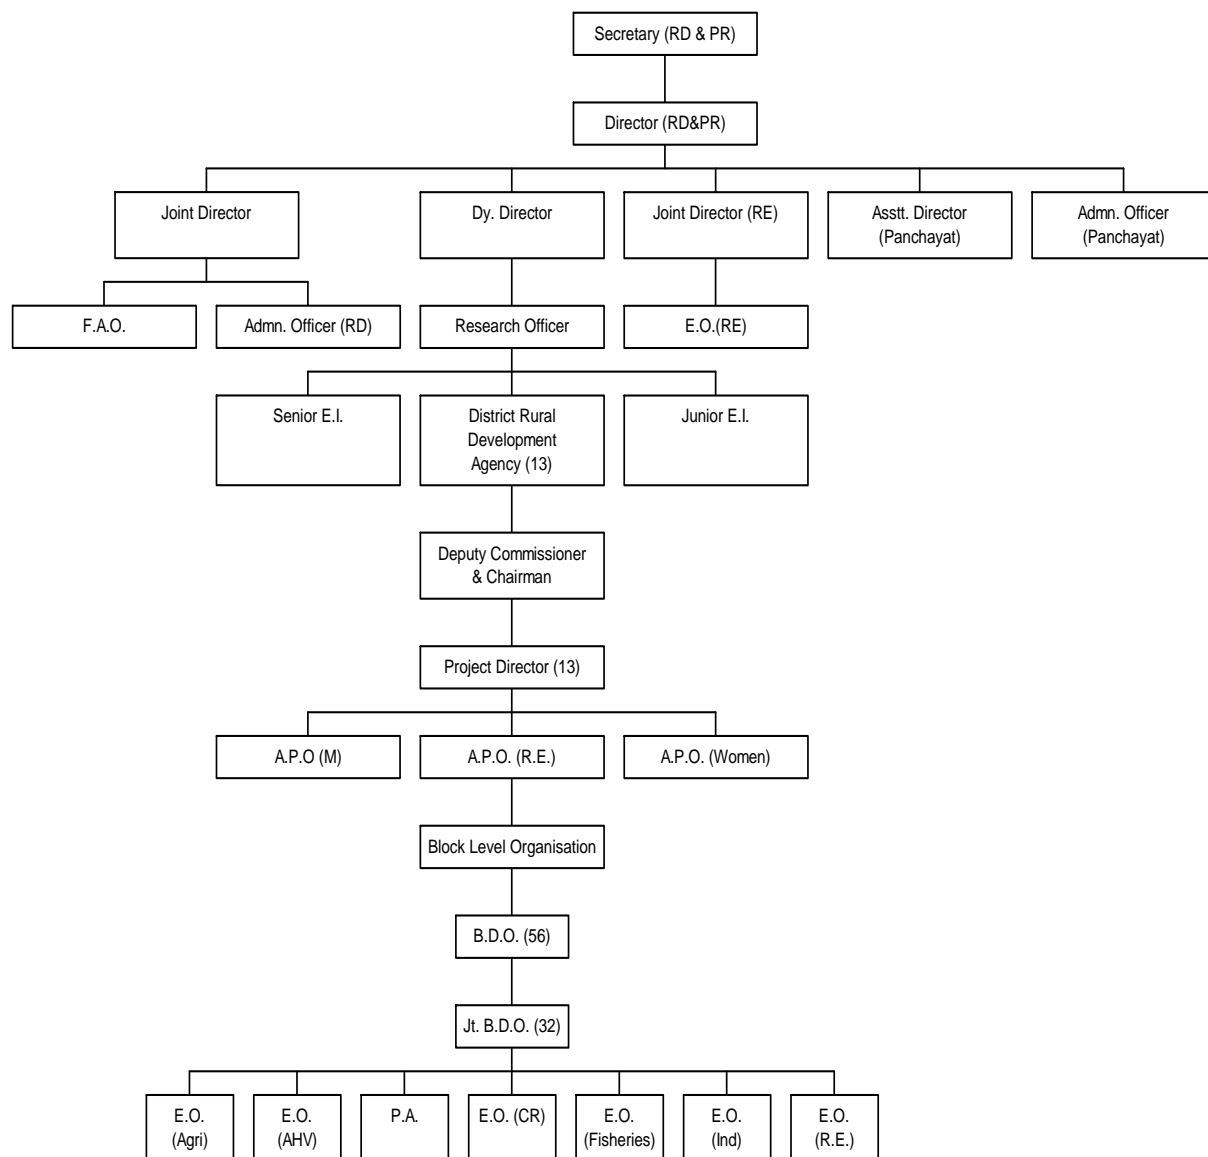 Secretary (RD & PR)
Director (RD&PR)
Joint Director
Dy. Director
Joint Director (RE)
Asstt. Director
(Panchayat)
Admn. Officer
(Panchayat)
F.A.O.
Admn. Officer (RD)
Research Officer
E.O.(RE)
Senior E.I.
District Rural
Development
Agency (13)
Junior E.I.
Deputy Commissioner
& Chairman
Project Director (13)
A.P.O (M)
A.P.O. (R.E.)
A.P.O. (Women)
Block Level Organisation
B.D.O. (56)
Jt. B.D.O. (32)
E.O.
(Agri)
E.O.
(AHV)
P.A.
E.O. (CR)
E.O.
(Fisheries)
E.O.
(Ind)
E.O.
(R.E.)